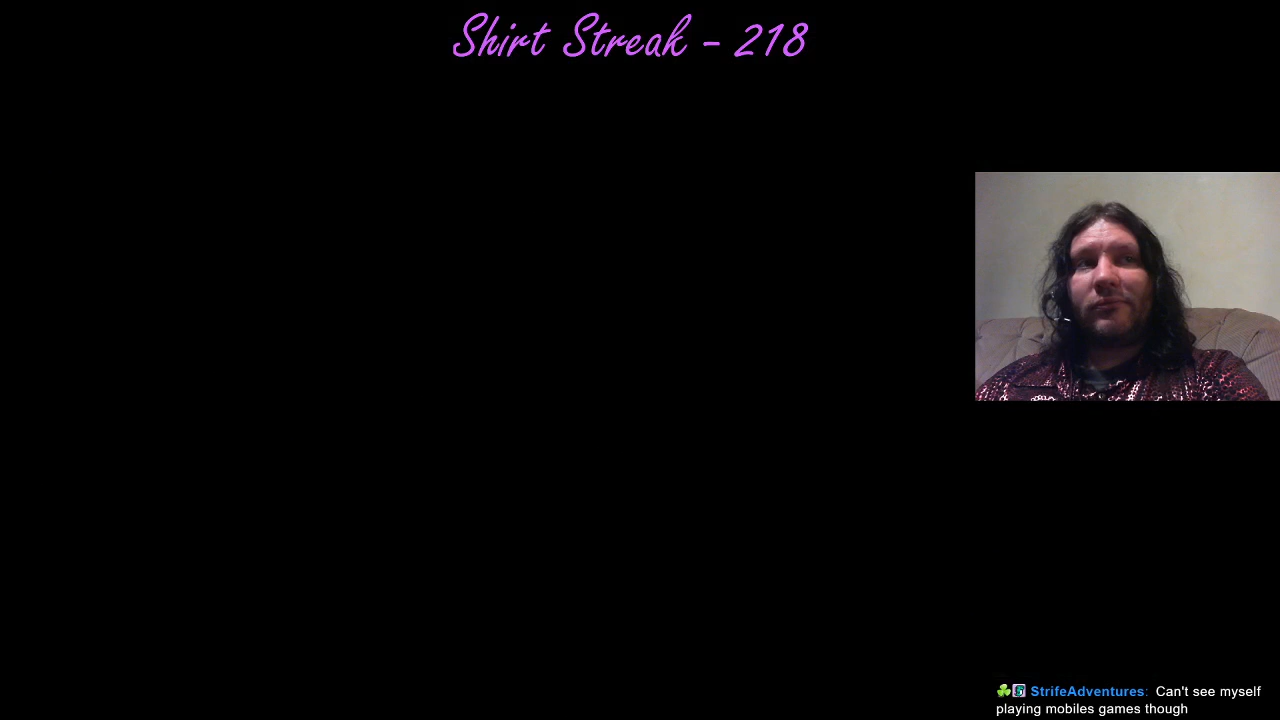 Shirt Streak - 218
StrifeAdventures: Can't see myself
playing mobiles games though